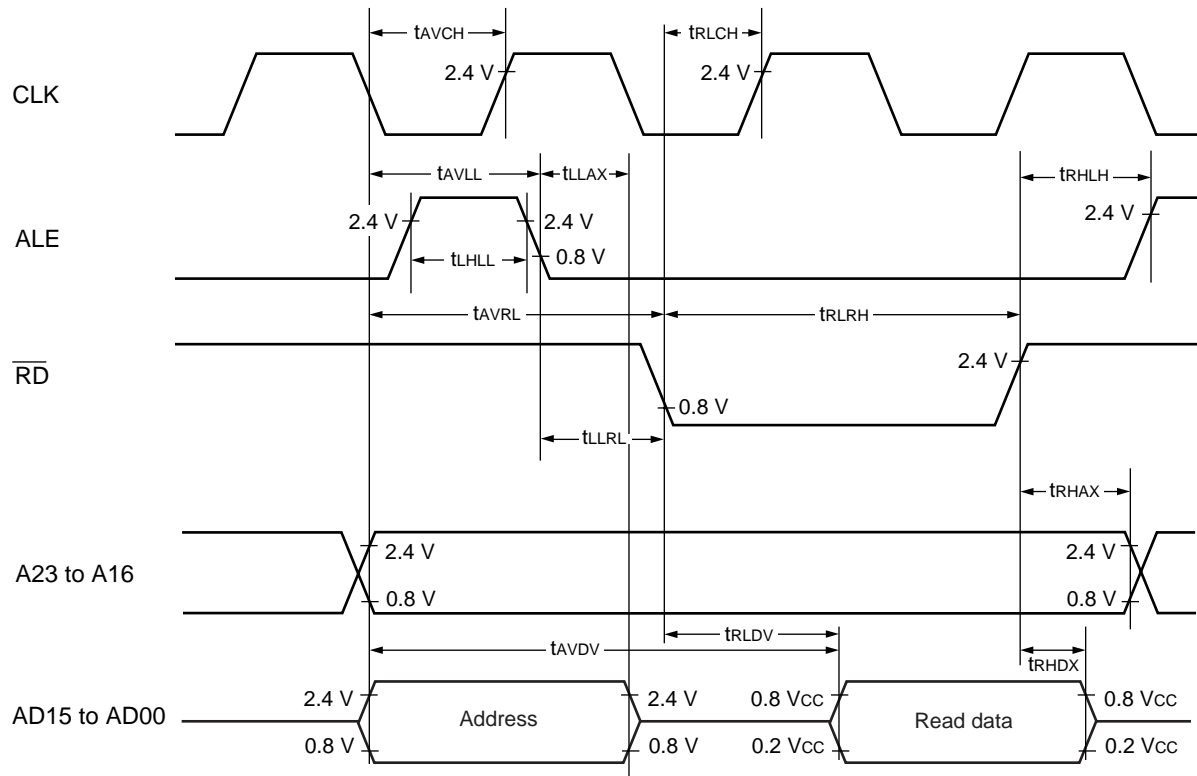 tAVCH
tRLCH
2.4 V
2.4 V
CLK
tAVLL
tLLAX
tRHLH
2.4 V
2.4 V
2.4 V
ALE
0.8 V
tLHLL
tAVRL
tRLRH
RD
2.4 V
0.8 V
tLLRL
tRHAX
2.4 V
2.4 V
A23 to A16
0.8 V
0.8 V
tRLDV
tAVDV
tRHDX
2.4 V
2.4 V
0.8 VCC
0.8 VCC
AD15 to AD00
Address
Read data
0.8 V
0.8 V
0.2 VCC
0.2 VCC